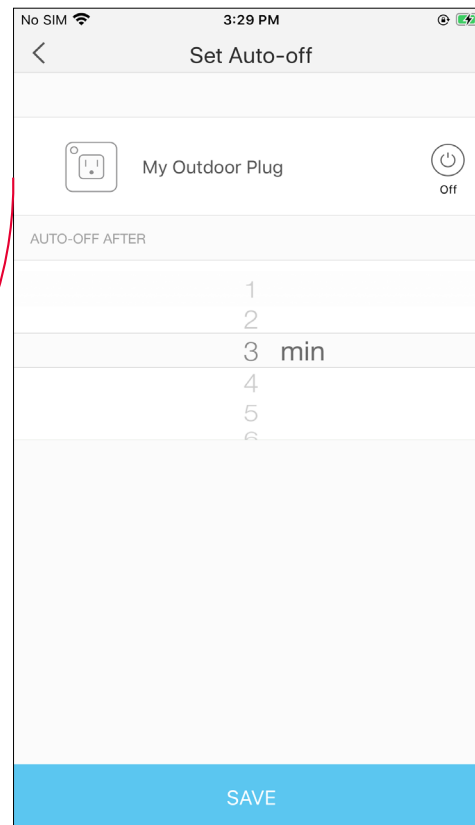 No SIM 3:29 PM
Set Auto-off
My Outdoor Plug
Off
AUTO-OFF AFTER
1
2
3 min
4
5
6
SAVE